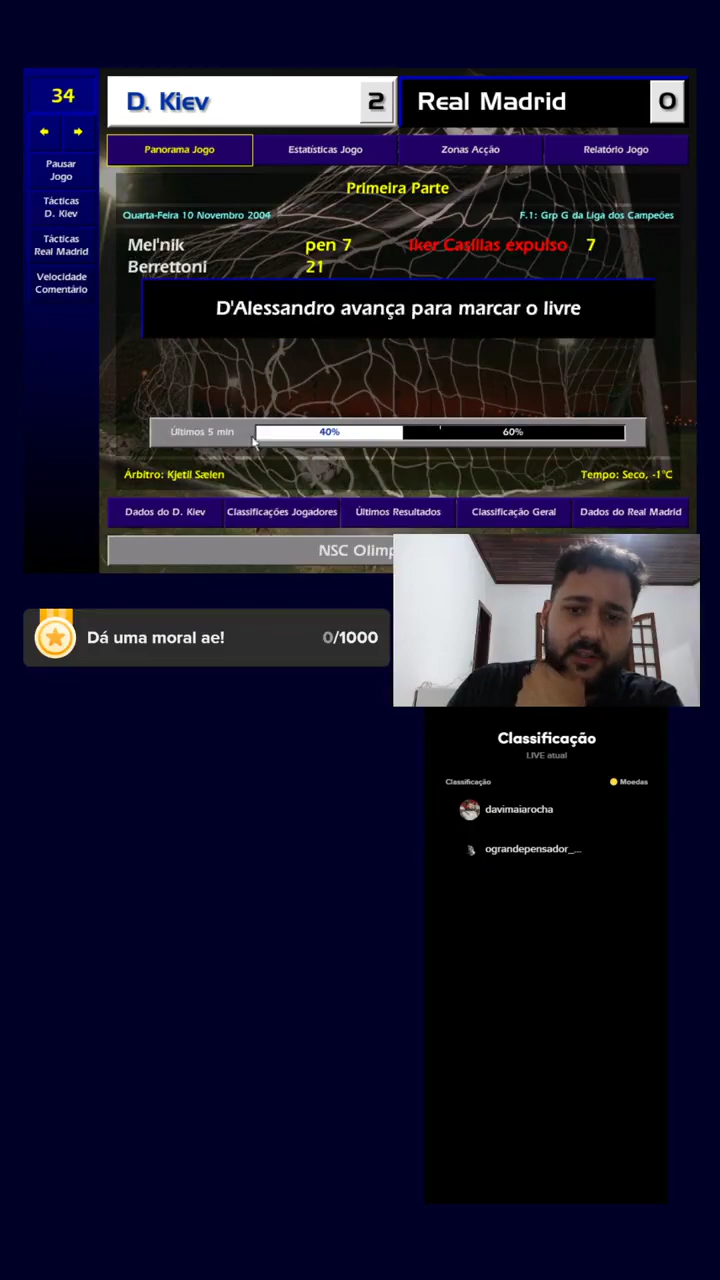 34
D. Kiev 2 Real Madrid 0
Panorama Jogo Estatísticas Jogo Zonas Acção Relatório Jogo
Pausar
Jogo
Tácticas
D. Kiev
Tácticas
Real Madrid
Velocidade
Comentário
Primeira Parte
Quarta-Feira 10 Novembro 2004 F.1: Grp G da Liga dos Campeões
Mel'nik pen 7 Iker Casillas expulso 7
Berrettoni 21
D'Alessandro avança para marcar o livre
Últimos 5 min 40% 60%
Árbitro: Kjetil Sælen Tempo: Seco, -1°C
Dados do D. Kiev Classificações Jogadores Últimos Resultados Classificação Geral Dados do Real Madrid
NSC Olimp
Dá uma moral ae! 0/1000
Classificação
LIVE atual
Classificação Moedas
davimaiarocha
ograndepensador_...